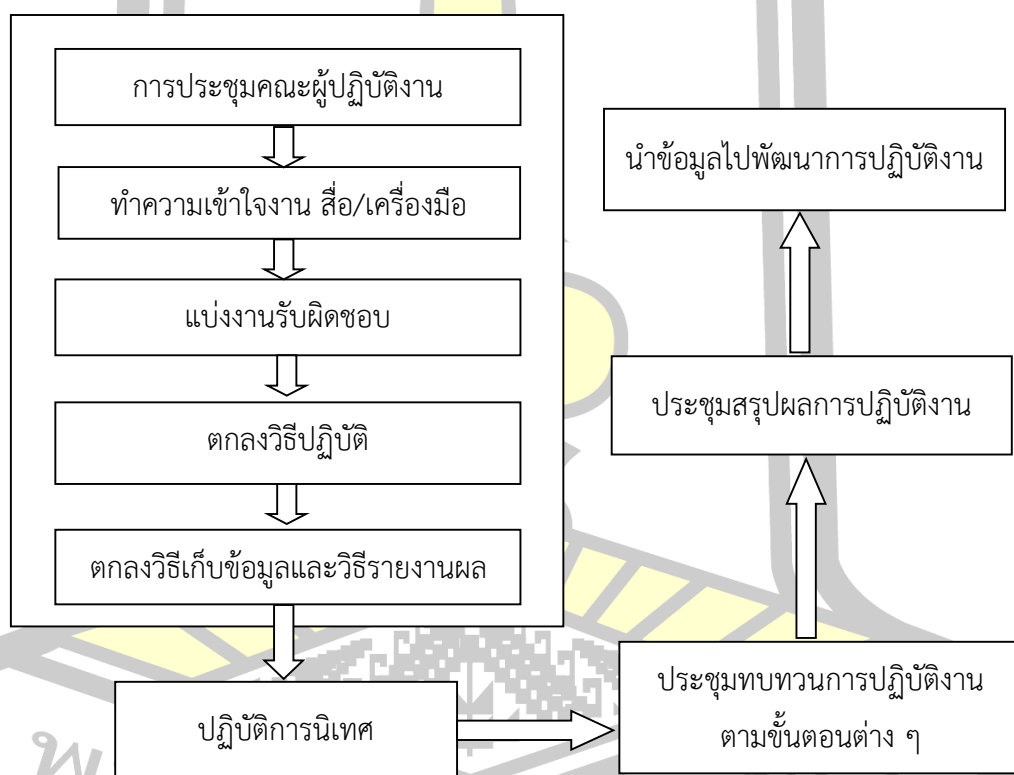 การประชุมคณะผู้ปฏิบัติงาน
ทำความเข้าใจงาน สื่อ/เครื่องมือ
แบ่งงานรับผิดชอบ
ตกลงวิธีปฏิบัติ
ตกลงวิธีเก็บข้อมูลและวิธีรายงานผล
ปฏิบัติการนิเทศ
ประชุมทบทวนการปฏิบัติงาน
ตามขั้นตอนต่าง ๆ
ประชุมสรุปผลการปฏิบัติงาน
นำข้อมูลไปพัฒนาการปฏิบัติงาน